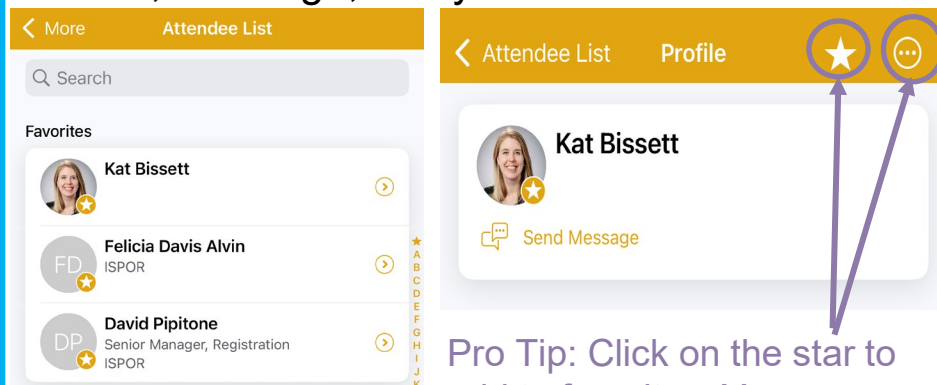 More
Attendee List
Search
Favorites
Kat Bissett
FD
Felicia Davis Alvin
ISPOR
DP
David Pipitone
Senior Manager, Registration
ISPOR
A
B
C
D
E
F
G
H
I
J
K
Attendee List
Profile
Kat Bissett
Send Message
Pro Tip: Click on the star to